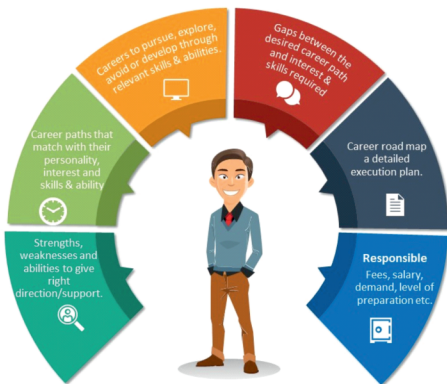 Strengths,
weaknesses and
abilities to give
right
direction/support.
Career paths that
match with their
personality,
interest and
skills & ability
Careers to pursue, explore,
avoid or develop through
relevant skills & abilities.
Gaps between the
desired career path
and interest &
skills required
Career road map
a detailed
execution plan.
Responsible
Fees, salary,
demand, level of
preparation etc.